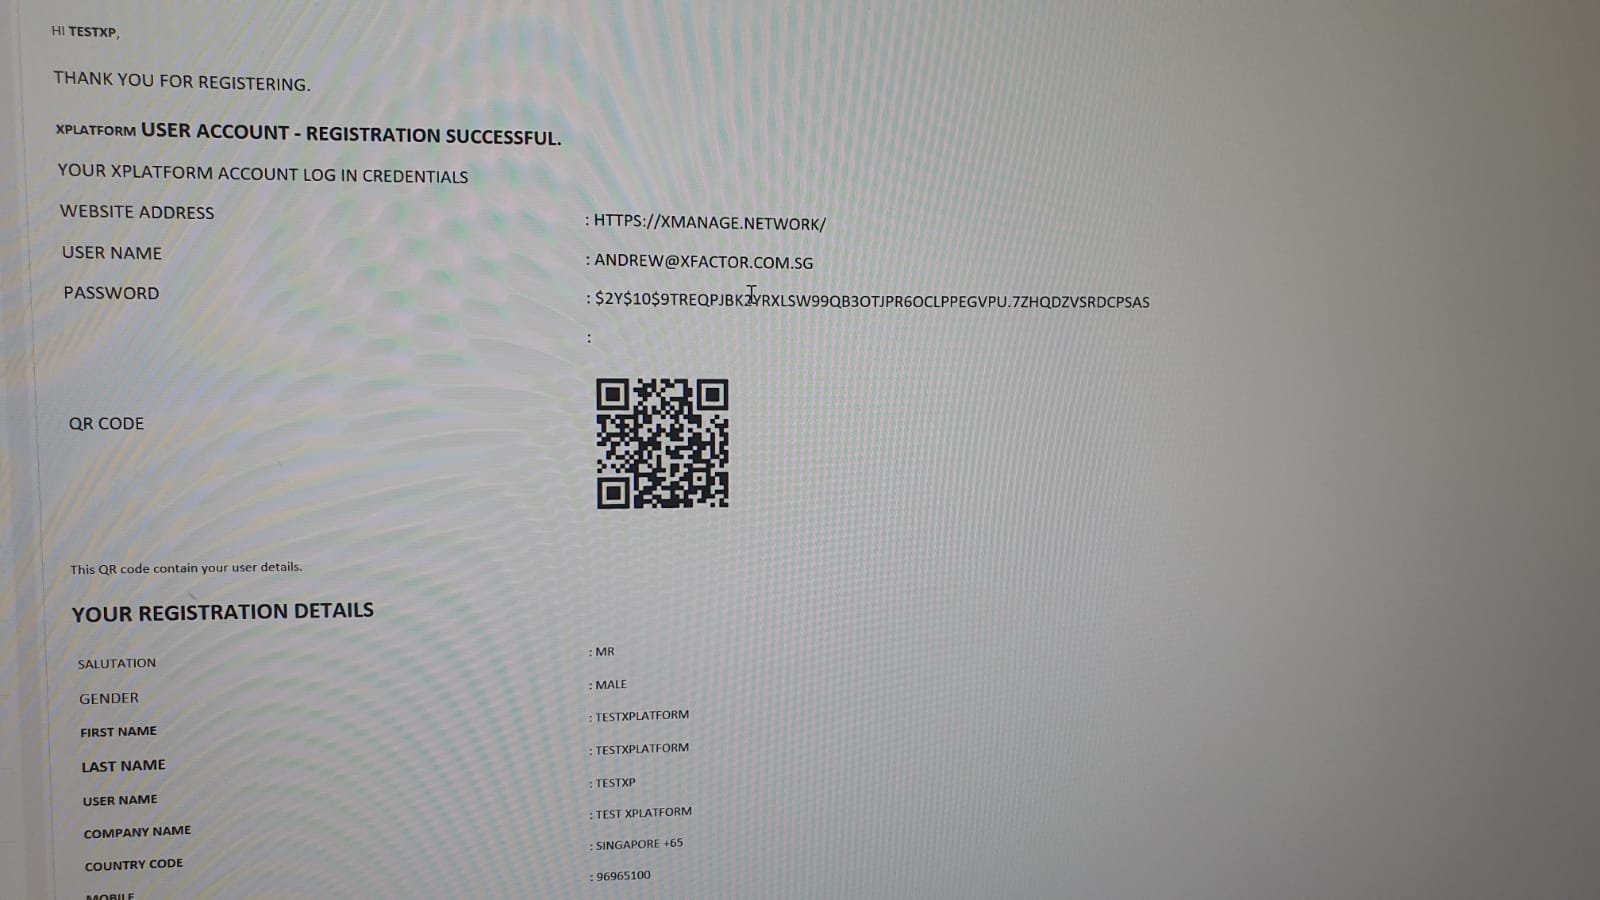 HI TESTXP,
THANK YOU FOR REGISTERING.
XPLATFORM USER ACCOUNT - REGISTRATION SUCCESSFUL.
YOUR XPLATFORM ACCOUNT LOG IN CREDENTIALS
WEBSITE ADDRESS : HTTPS://XMANAGE.NETWORK/
USER NAME : ANDREW@XFACTOR.COM.SG
PASSWORD : $2Y$10$9TREQPJBK2YRXLSW99QB3OTJPR6OCLPPEGVPU.7ZHQDZVSRDCPSAS
:
QR CODE
This QR code contain your user details.
YOUR REGISTRATION DETAILS
SALUTATION : MR
GENDER : MALE
FIRST NAME : TESTXPLATFORM
LAST NAME : TESTXPLATFORM
USER NAME : TESTXP
COMPANY NAME : TEST XPLATFORM
COUNTRY CODE : SINGAPORE +65
MOBILE : 96965100